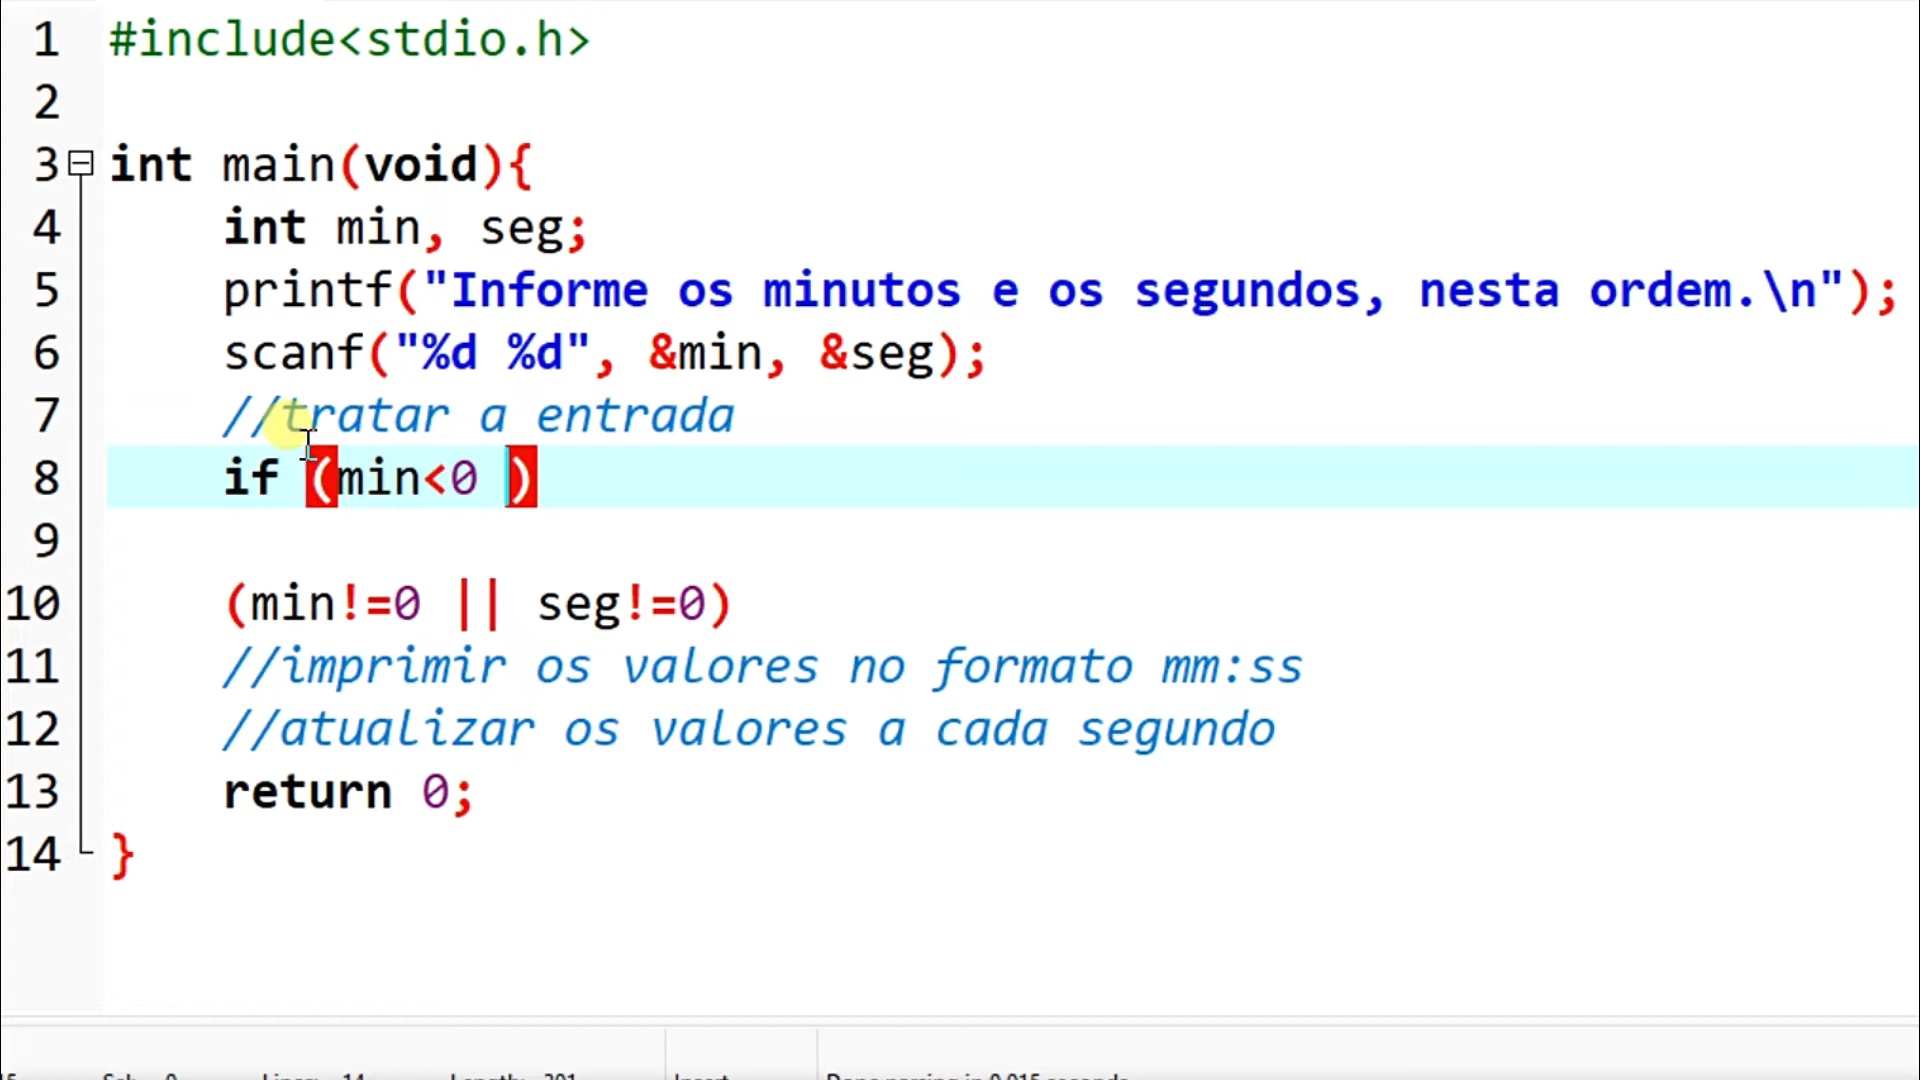 1 #include<stdio.h>
2
3 int main(void){
4 int min, seg;
5 printf("Informe os minutos e os segundos, nesta ordem.\n");
6 scanf("%d %d", &min, &seg);
7 //tratar a entrada
8 if (min<0 )
9
10 (min!=0 || seg!=0)
11 //imprimir os valores no formato mm:ss
12 //atualizar os valores a cada segundo
13 return 0;
14 }